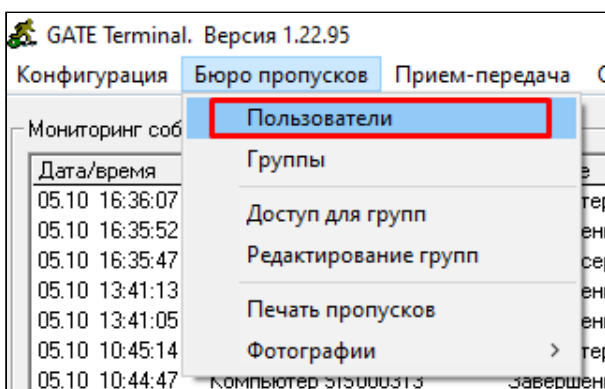 GATE Terminal. Версия 1.22.95
Конфигурация Бюро пропусков Прием-передача
Мониторинг соб
Пользователи
Дата/время
Группы
05.10 16:36:07
05.10 16:35:52
Доступ для групп
05.10 16:35:47
Редактирование групп
05.10 13:41:13
05.10 13:41:05
Печать пропусков
05.10 10:45:14
Фотографии
05.10 10:44:47 Компьютер SIS000313 Завершени